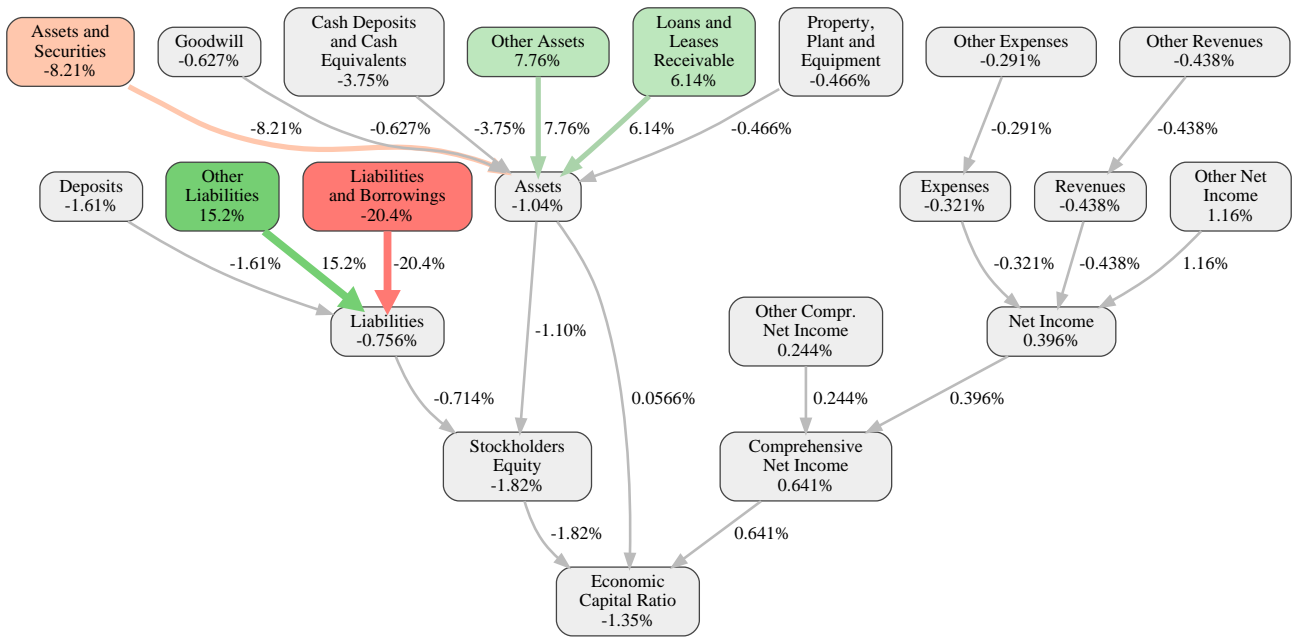 Assets and
Securities
-8.21%
Goodwill
-0.627%
Cash Deposits
and Cash
Equivalents
-3.75%
Other Assets
7.76%
Loans and
Leases
Receivable
6.14%
Property,
Plant and
Equipment
-0.466%
Other Expenses
-0.291%
Other Revenues
-0.438%
-8.21%
-0.627%
-3.75%
7.76%
6.14%
-0.466%
-0.291%
-0.438%
Deposits
-1.61%
Other
Liabilities
15.2%
Liabilities
and Borrowings
-20.4%
Assets
-1.04%
Expenses
-0.321%
Revenues
-0.438%
Other Net
Income
1.16%
-1.61%
15.2%
-20.4%
-0.321%
-0.438%
1.16%
Liabilities
-0.756%
-1.10%
Other Compr.
Net Income
0.244%
Net Income
0.396%
-0.714%
0.0566%
0.244%
0.396%
Stockholders
Equity
-1.82%
Comprehensive
Net Income
0.641%
-1.82%
0.641%
Economic
Capital Ratio
-1.35%